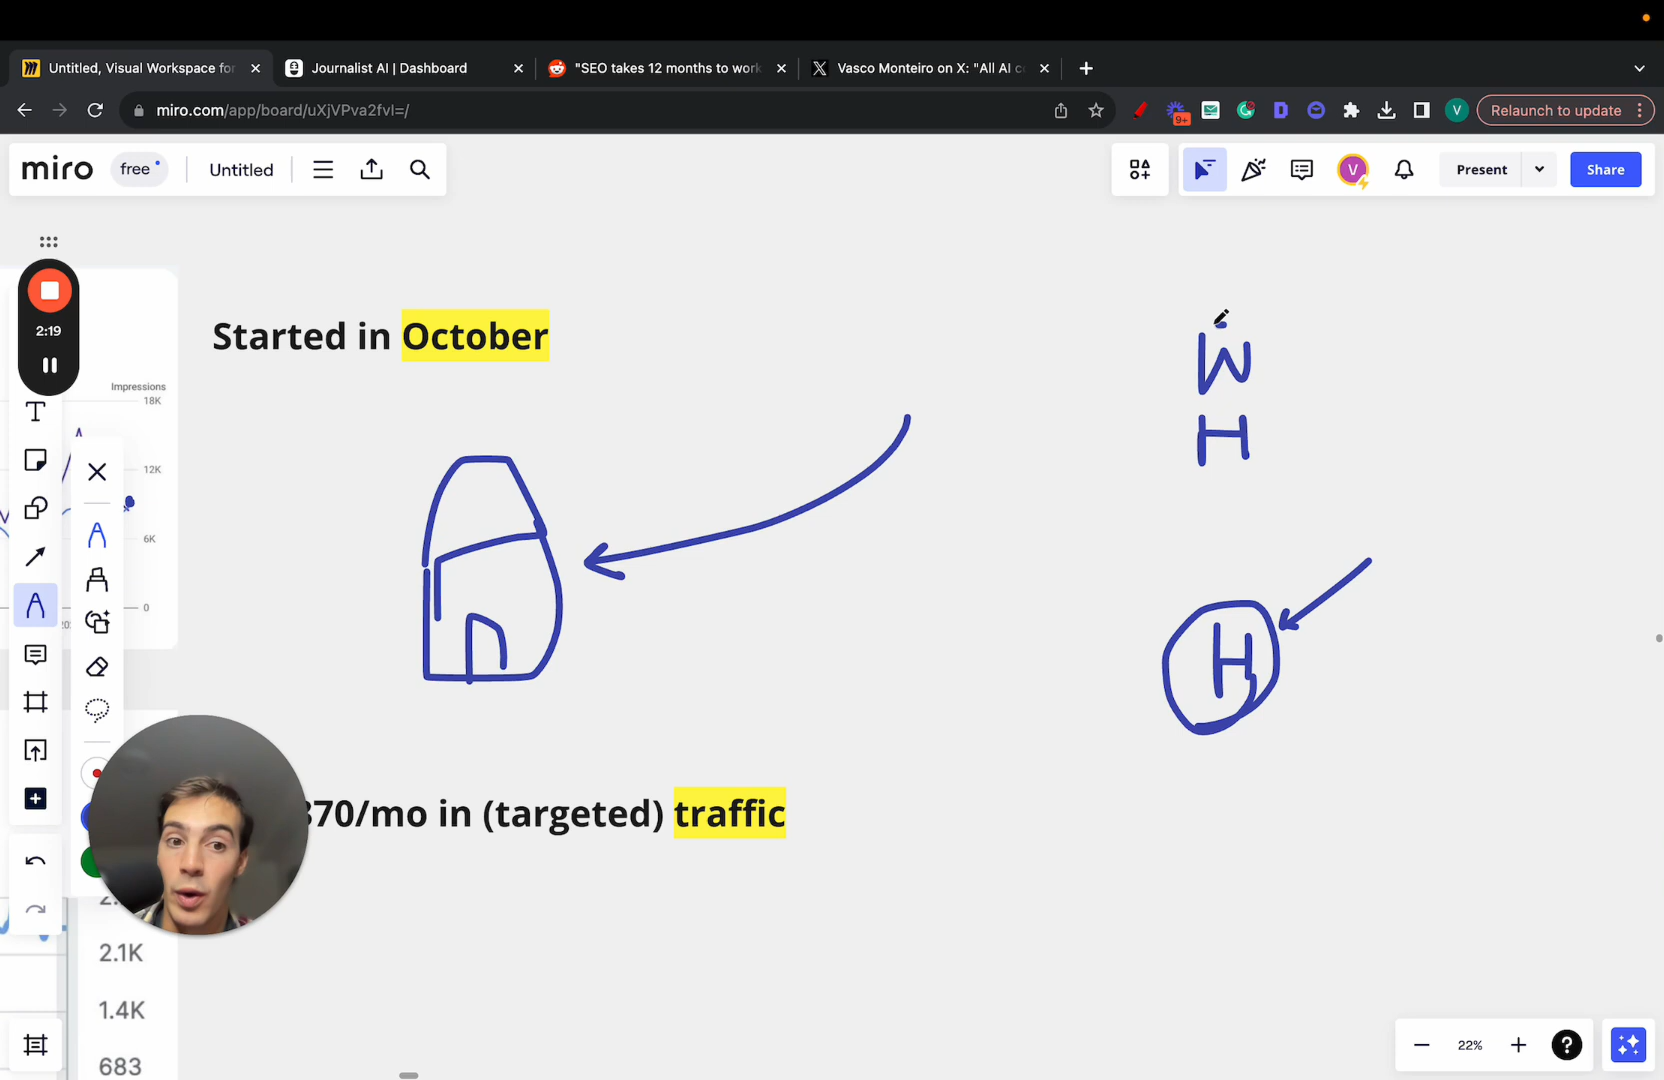 Untitled, Visual Workspace for
Journalist AI | Dashboard
"SEO takes 12 months to work
Vasco Monteiro on X: "All AI c
miro.com/app/board/uXjVPva2fvI=/
9+
D
V
Relaunch to update
miro
free
Untitled
V
Present
Share
2:19
Started in October
Impressions
18K
12K
6K
0
W
H
H
370/mo in (targeted) traffic
2.1K
1.4K
683
22%
?